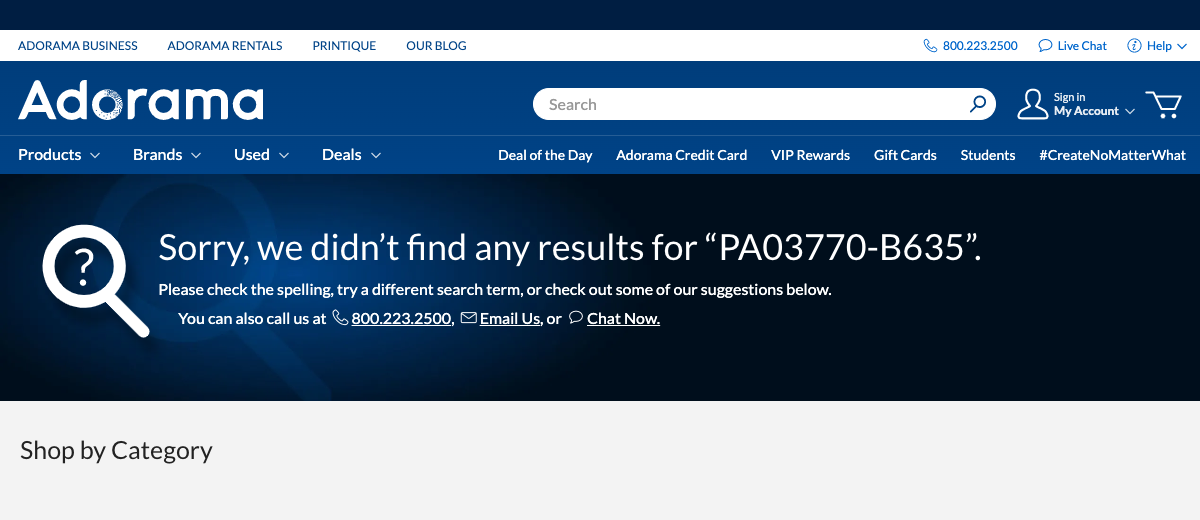 ADORAMA BUSINESS ADORAMA RENTALS PRINTIQUE OUR BLOG 800.223.2500 Live Chat Help
Adorama Search Sign in
My Account
Products Brands Used Deals Deal of the Day Adorama Credit Card VIP Rewards Gift Cards Students #CreateNoMatterWhat
?
Sorry, we didn’t find any results for “PA03770-B635”.
Please check the spelling, try a different search term, or check out some of our suggestions below.
You can also call us at 800.223.2500, Email Us, or Chat Now.
Shop by Category